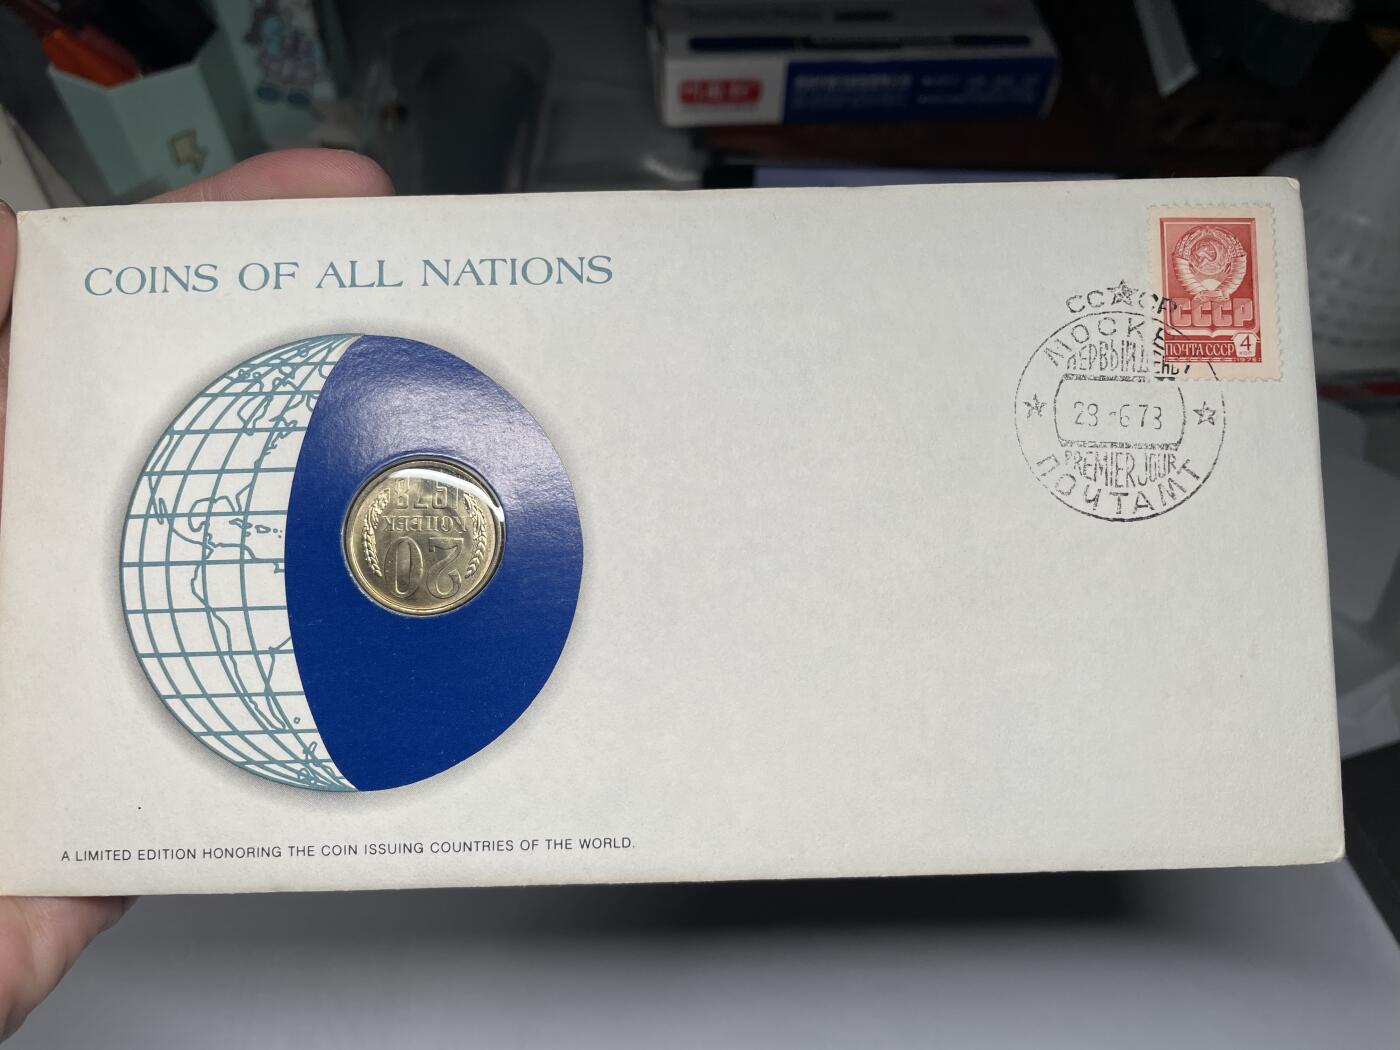 COINS OF ALL NATIONS
1978
КОПЕЕК
20
СССР
ПОЧТА СССР
4
КОП
СССР
МОСКВА
ПЕРВЫЙ ДЕНЬ
28-6 78
PREMIER JOUR
ПОЧТАМТ
A LIMITED EDITION HONORING THE COIN ISSUING COUNTRIES OF THE WORLD.